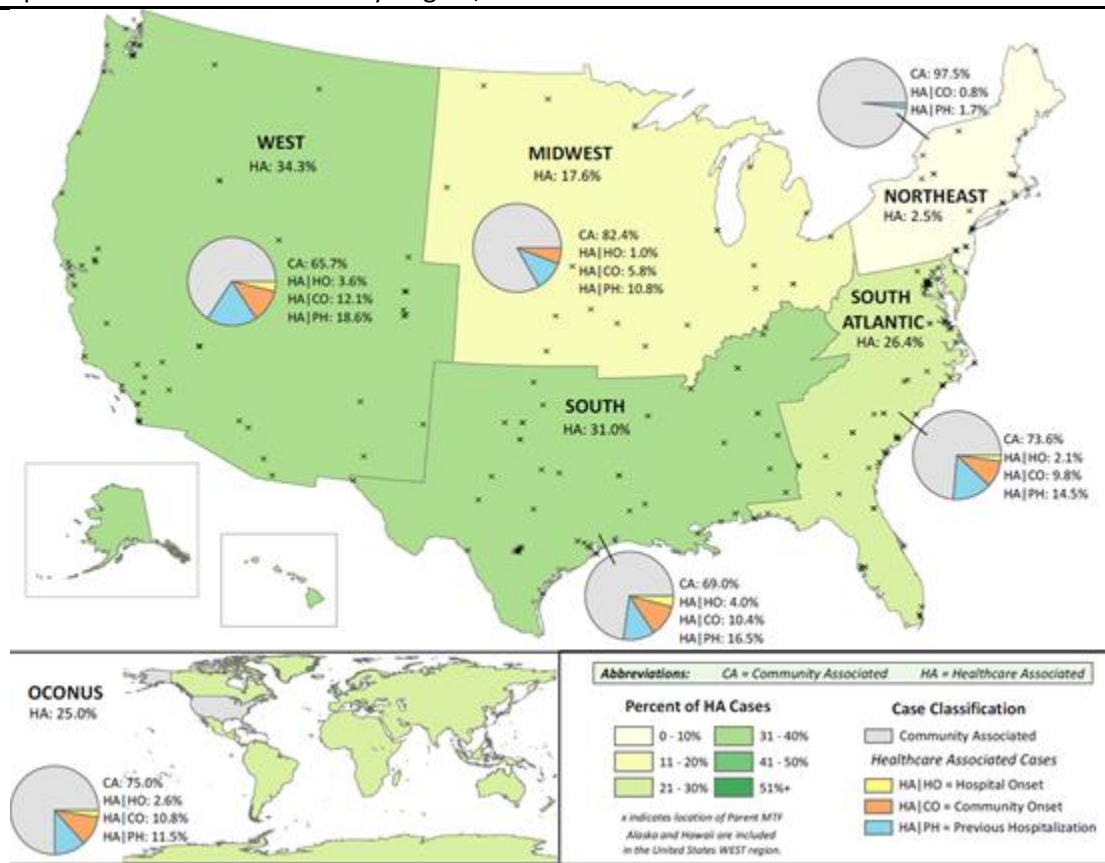 WEST
HA: 34.3%
CA: 65.7%
HA|HO: 3.6%
HA|CO: 12.1%
HA|PH: 18.6%
MIDWEST
HA: 17.6%
CA: 82.4%
HA|HO: 1.0%
HA|CO: 5.8%
HA|PH: 10.8%
CA: 97.5%
HA|CO: 0.8%
HA|PH: 1.7%
NORTHEAST
HA: 2.5%
SOUTH
ATLANTIC
HA: 26.4%
CA: 73.6%
HA|HO: 2.1%
HA|CO: 9.8%
HA|PH: 14.5%
SOUTH
HA: 31.0%
CA: 69.0%
HA|HO: 4.0%
HA|CO: 10.4%
HA|PH: 16.5%
OCONUS
HA: 25.0%
CA: 75.0%
HA|HO: 2.6%
HA|CO: 10.8%
HA|PH: 11.5%
Abbreviations: CA = Community Associated HA = Healthcare Associated
Percent of HA Cases
0 - 10%
11 - 20%
21 - 30%
31 - 40%
41 - 50%
51%+
x indicates location of Parent MTF
Alaska and Hawaii are included
in the United States WEST region.
Case Classification
Community Associated
Healthcare Associated Cases
HA|HO = Hospital Onset
HA|CO = Community Onset
HA|PH = Previous Hospitalization